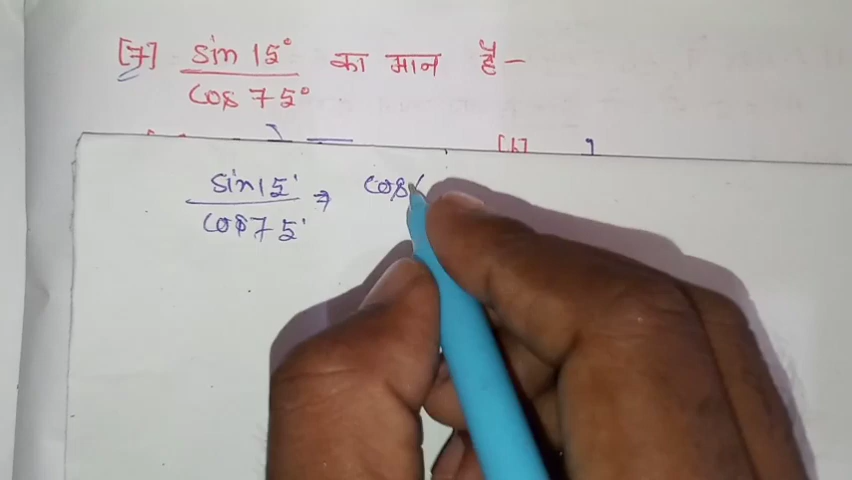 [7] sin 15° का मान है-
cos 75°
[b]
sin 15° ⇒ cos(
cos 75°